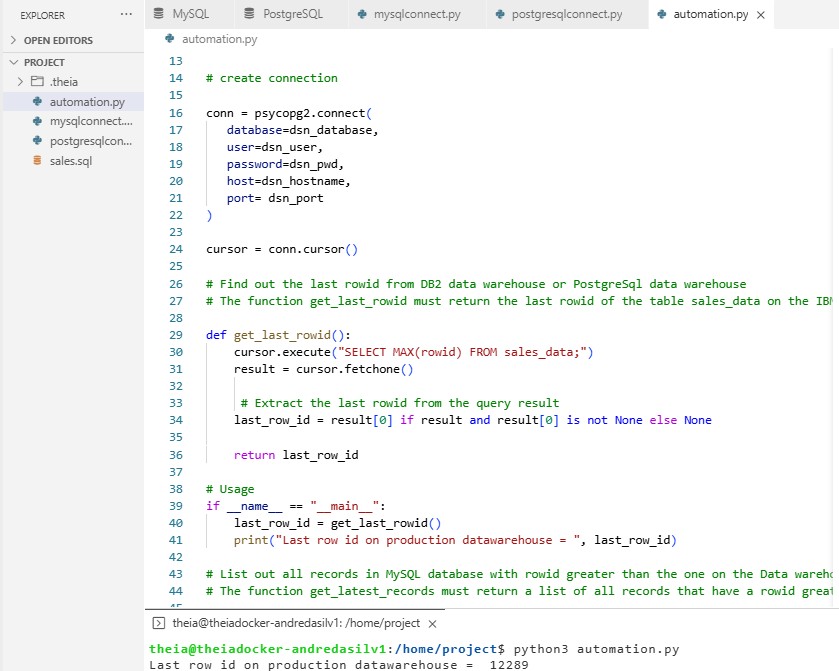 EXPLORER ···
MySQL
PostgreSQL
mysqlconnect.py
postgresqlconnect.py
automation.py ×
> OPEN EDITORS
PROJECT
.theia
automation.py
mysqlconnect....
postgresqlcon...
sales.sql
automation.py
13
14 # create connection
15
16 conn = psycopg2.connect(
17    database=dsn_database,
18    user=dsn_user,
19    password=dsn_pwd,
20    host=dsn_hostname,
21    port= dsn_port
22 )
23
24 cursor = conn.cursor()
25
26 # Find out the last rowid from DB2 data warehouse or PostgreSql data warehouse
27 # The function get_last_rowid must return the last rowid of the table sales_data on the IBM
28
29 def get_last_rowid():
30     cursor.execute("SELECT MAX(rowid) FROM sales_data;")
31     result = cursor.fetchone()
32
33      # Extract the last rowid from the query result
34     last_row_id = result[0] if result and result[0] is not None else None
35
36     return last_row_id
37
38 # Usage
39 if __name__ == "__main__":
40     last_row_id = get_last_rowid()
41     print("Last row id on production datawarehouse = ", last_row_id)
42
43 # List out all records in MySQL database with rowid greater than the one on the Data wareho
44 # The function get_latest_records must return a list of all records that have a rowid great
45
theia@theiadocker-andredasilv1: /home/project ×
theia@theiadocker-andredasilv1:/home/project$ python3 automation.py
Last row id on production datawarehouse =  12289